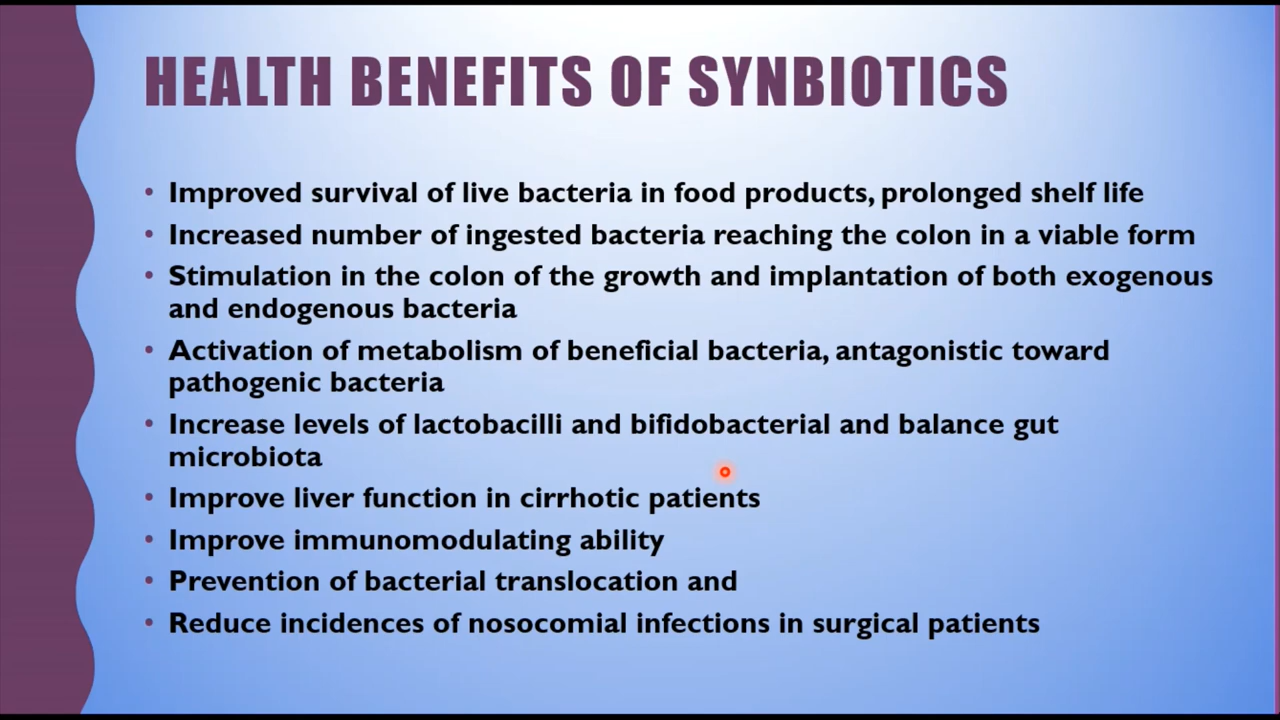 HEALTH BENEFITS OF SYNBIOTICS
• Improved survival of live bacteria in food products, prolonged shelf life
• Increased number of ingested bacteria reaching the colon in a viable form
• Stimulation in the colon of the growth and implantation of both exogenous
and endogenous bacteria
• Activation of metabolism of beneficial bacteria, antagonistic toward
pathogenic bacteria
• Increase levels of lactobacilli and bifidobacterial and balance gut
microbiota
• Improve liver function in cirrhotic patients
• Improve immunomodulating ability
• Prevention of bacterial translocation and
• Reduce incidences of nosocomial infections in surgical patients